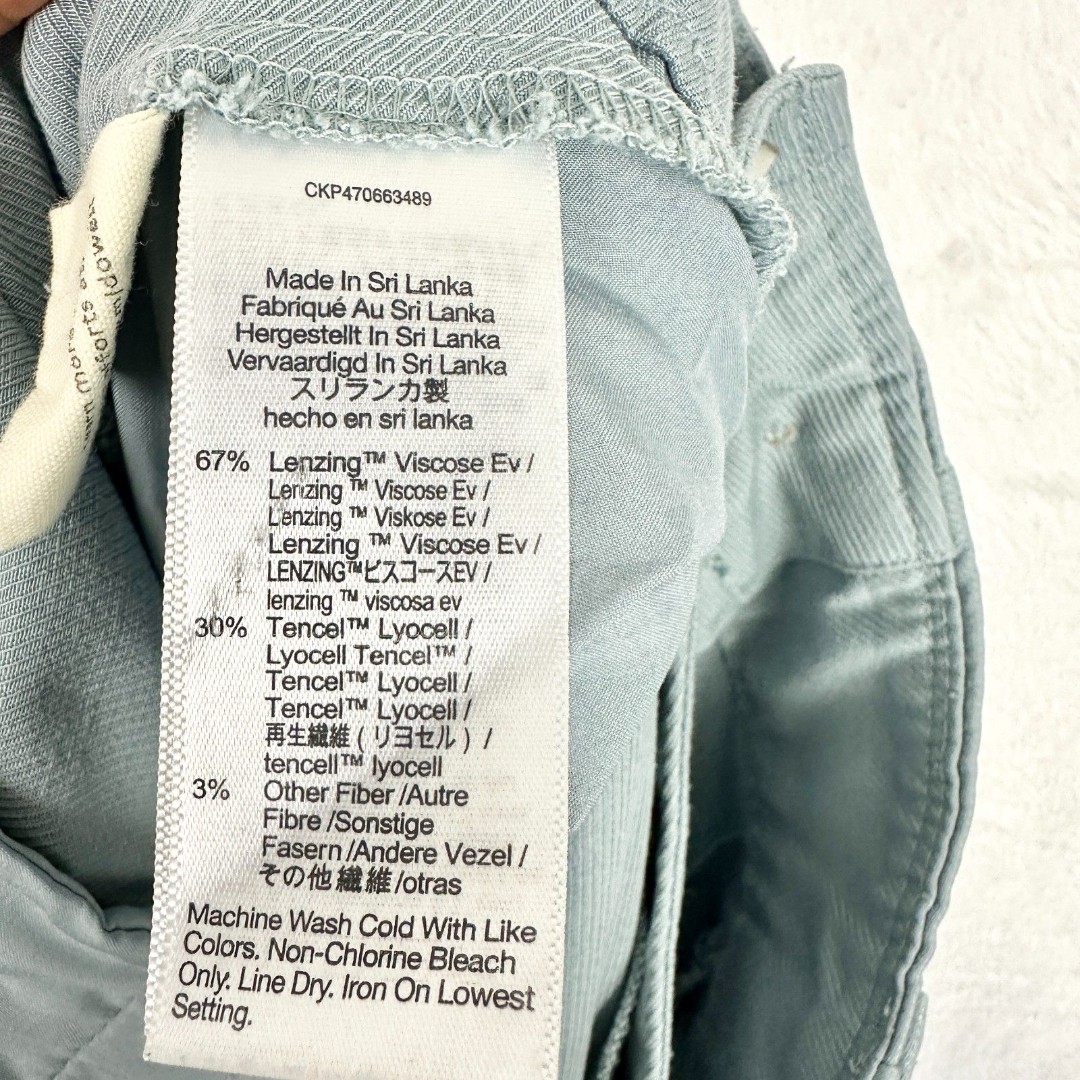 CKP470663489
Made In Sri Lanka
Fabriqué Au Sri Lanka
Hergestellt In Sri Lanka
Vervaardigd In Sri Lanka
スリランカ製
hecho en sri lanka
67% Lenzing™ Viscose Ev /
Lenzing ™ Viscose Ev /
Lenzing ™ Viskose Ev /
Lenzing ™ Viscose Ev /
LENZING™ビスコースEV /
lenzing ™ viscosa ev
30% Tencel™ Lyocell /
Lyocell Tencel™ /
Tencel™ Lyocell /
Tencel™ Lyocell /
再生繊維 ( リヨセル ) /
tencell™ lyocell
3% Other Fiber /Autre
Fibre /Sonstige
Fasern /Andere Vezel /
その他 繊維 /otras
Machine Wash Cold With Like
Colors. Non-Chlorine Bleach
Only. Line Dry. Iron On Lowest
Setting.